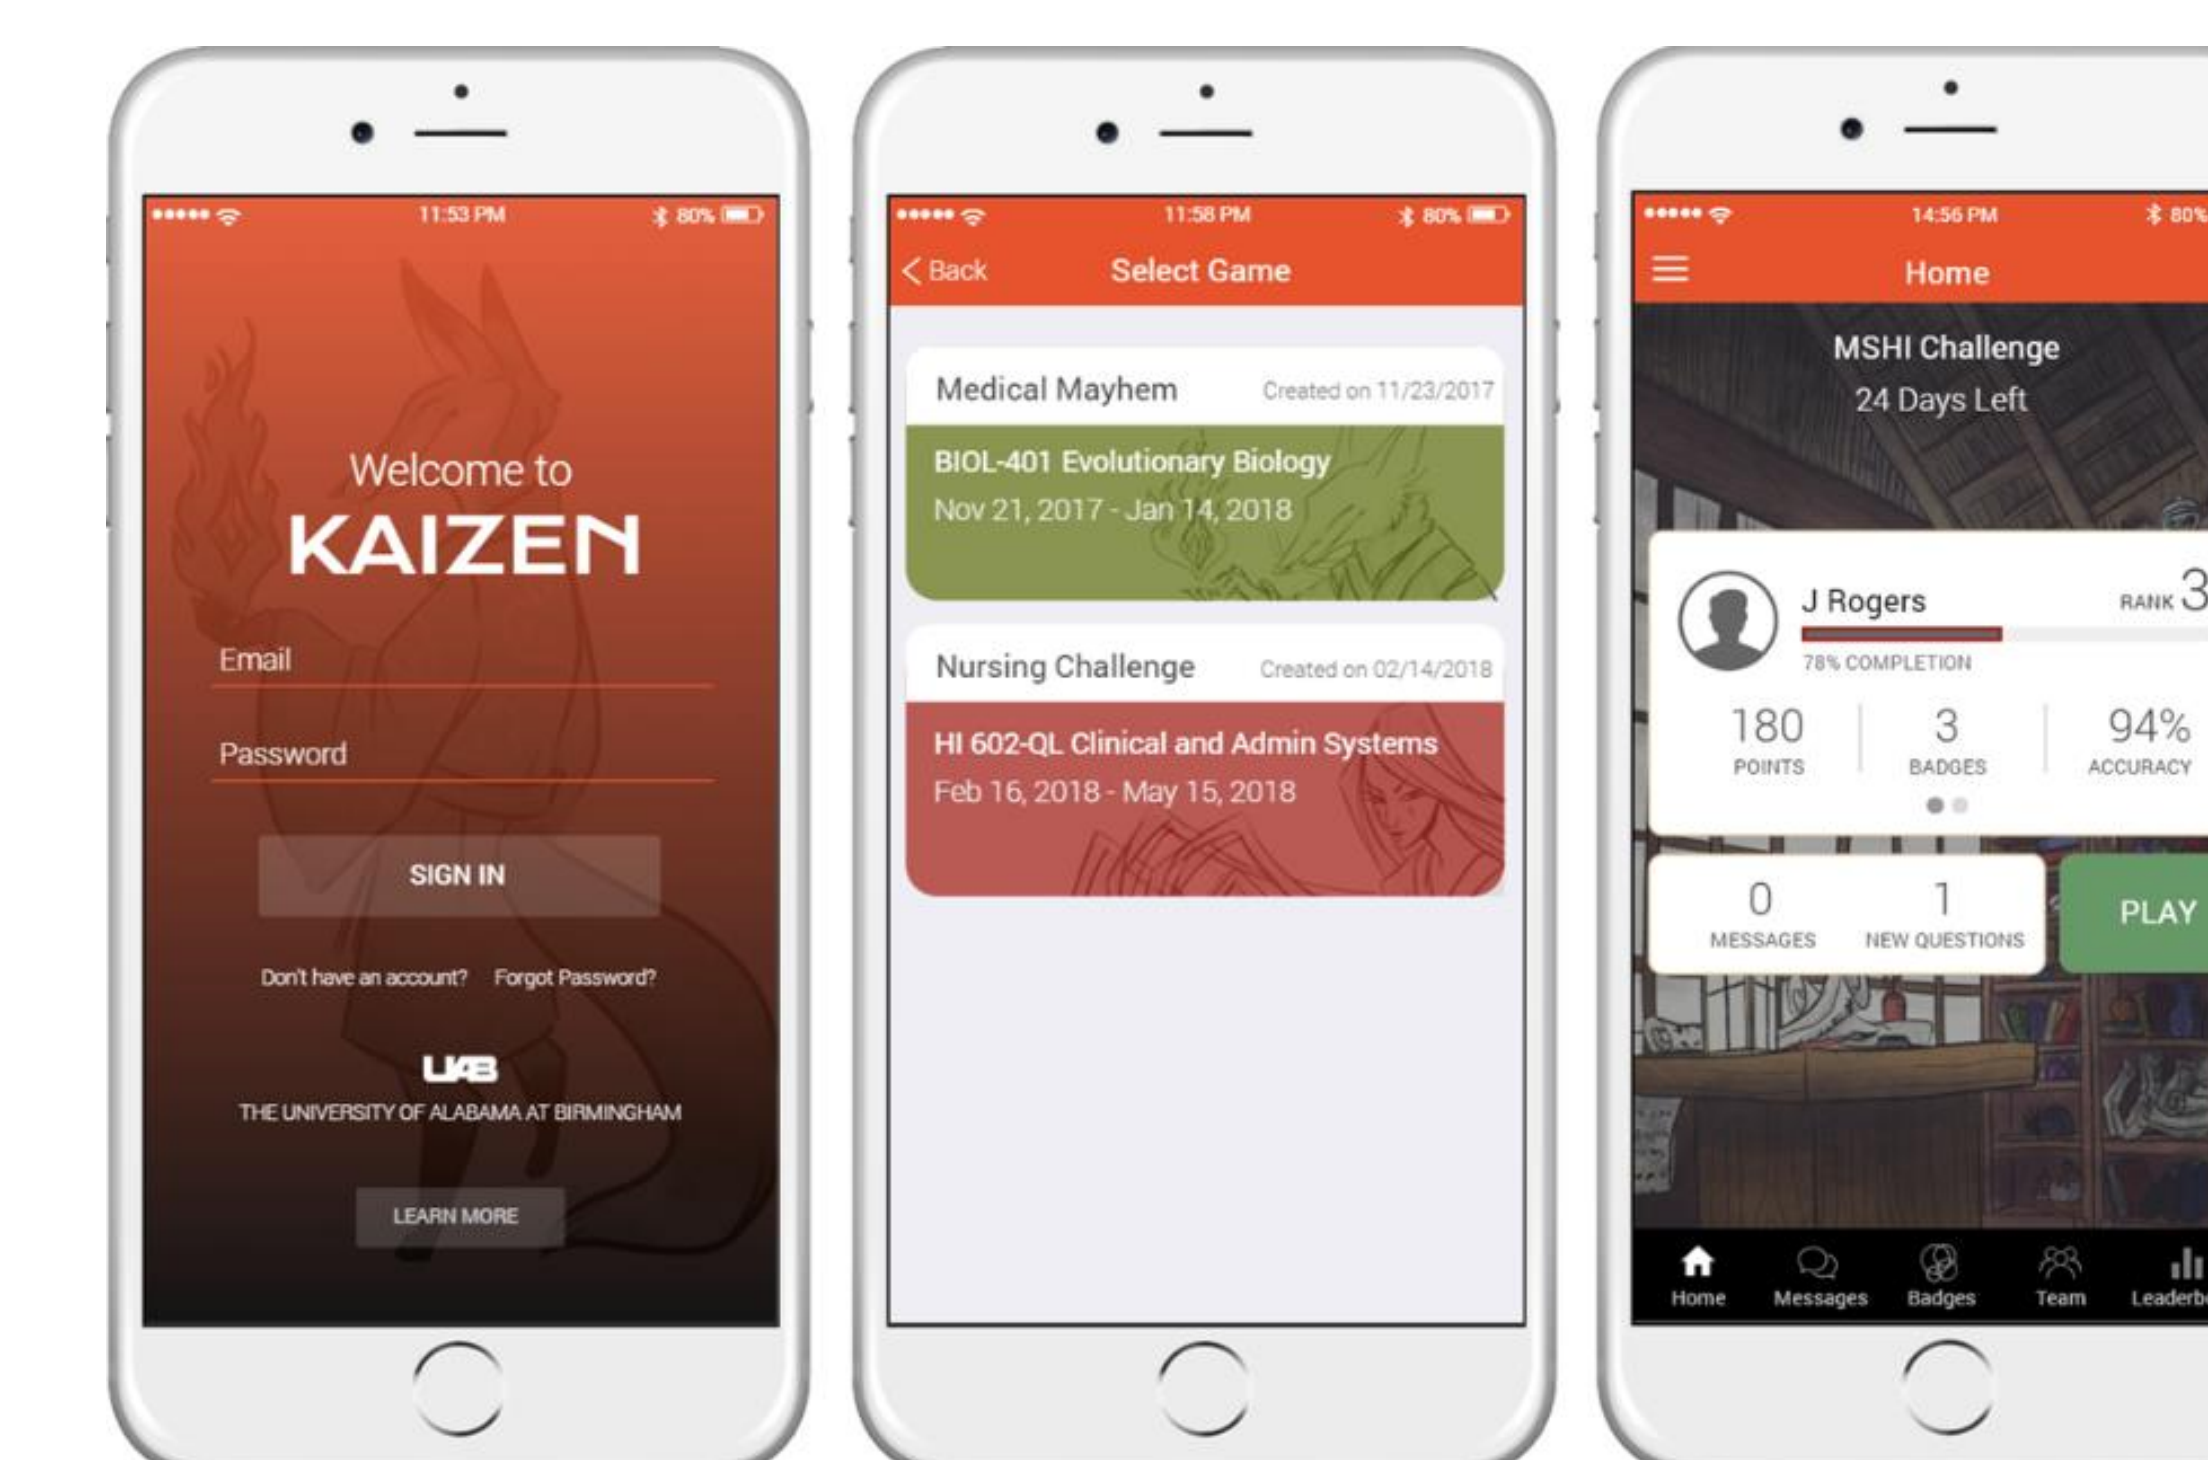 11:53 PM
80%
Welcome to
KAIZEN
Email
Password
SIGN IN
Don't have an account? Forgot Password?
UAB
THE UNIVERSITY OF ALABAMA AT BIRMINGHAM
LEARN MORE
11:58 PM
80%
Back
Select Game
Medical Mayhem
Created on 11/23/2017
BIOL-401 Evolutionary Biology
Nov 21, 2017 - Jan 14, 2018
Nursing Challenge
Created on 02/14/2018
HI 602-QL Clinical and Admin Systems
Feb 16, 2018 - May 15, 2018
14:56 PM
80%
Home
MSHI Challenge
24 Days Left
J Rogers
RANK 3
78% COMPLETION
180
POINTS
3
BADGES
94%
ACCURACY
0
MESSAGES
1
NEW QUESTIONS
PLAY
Home
Messages
Badges
Team